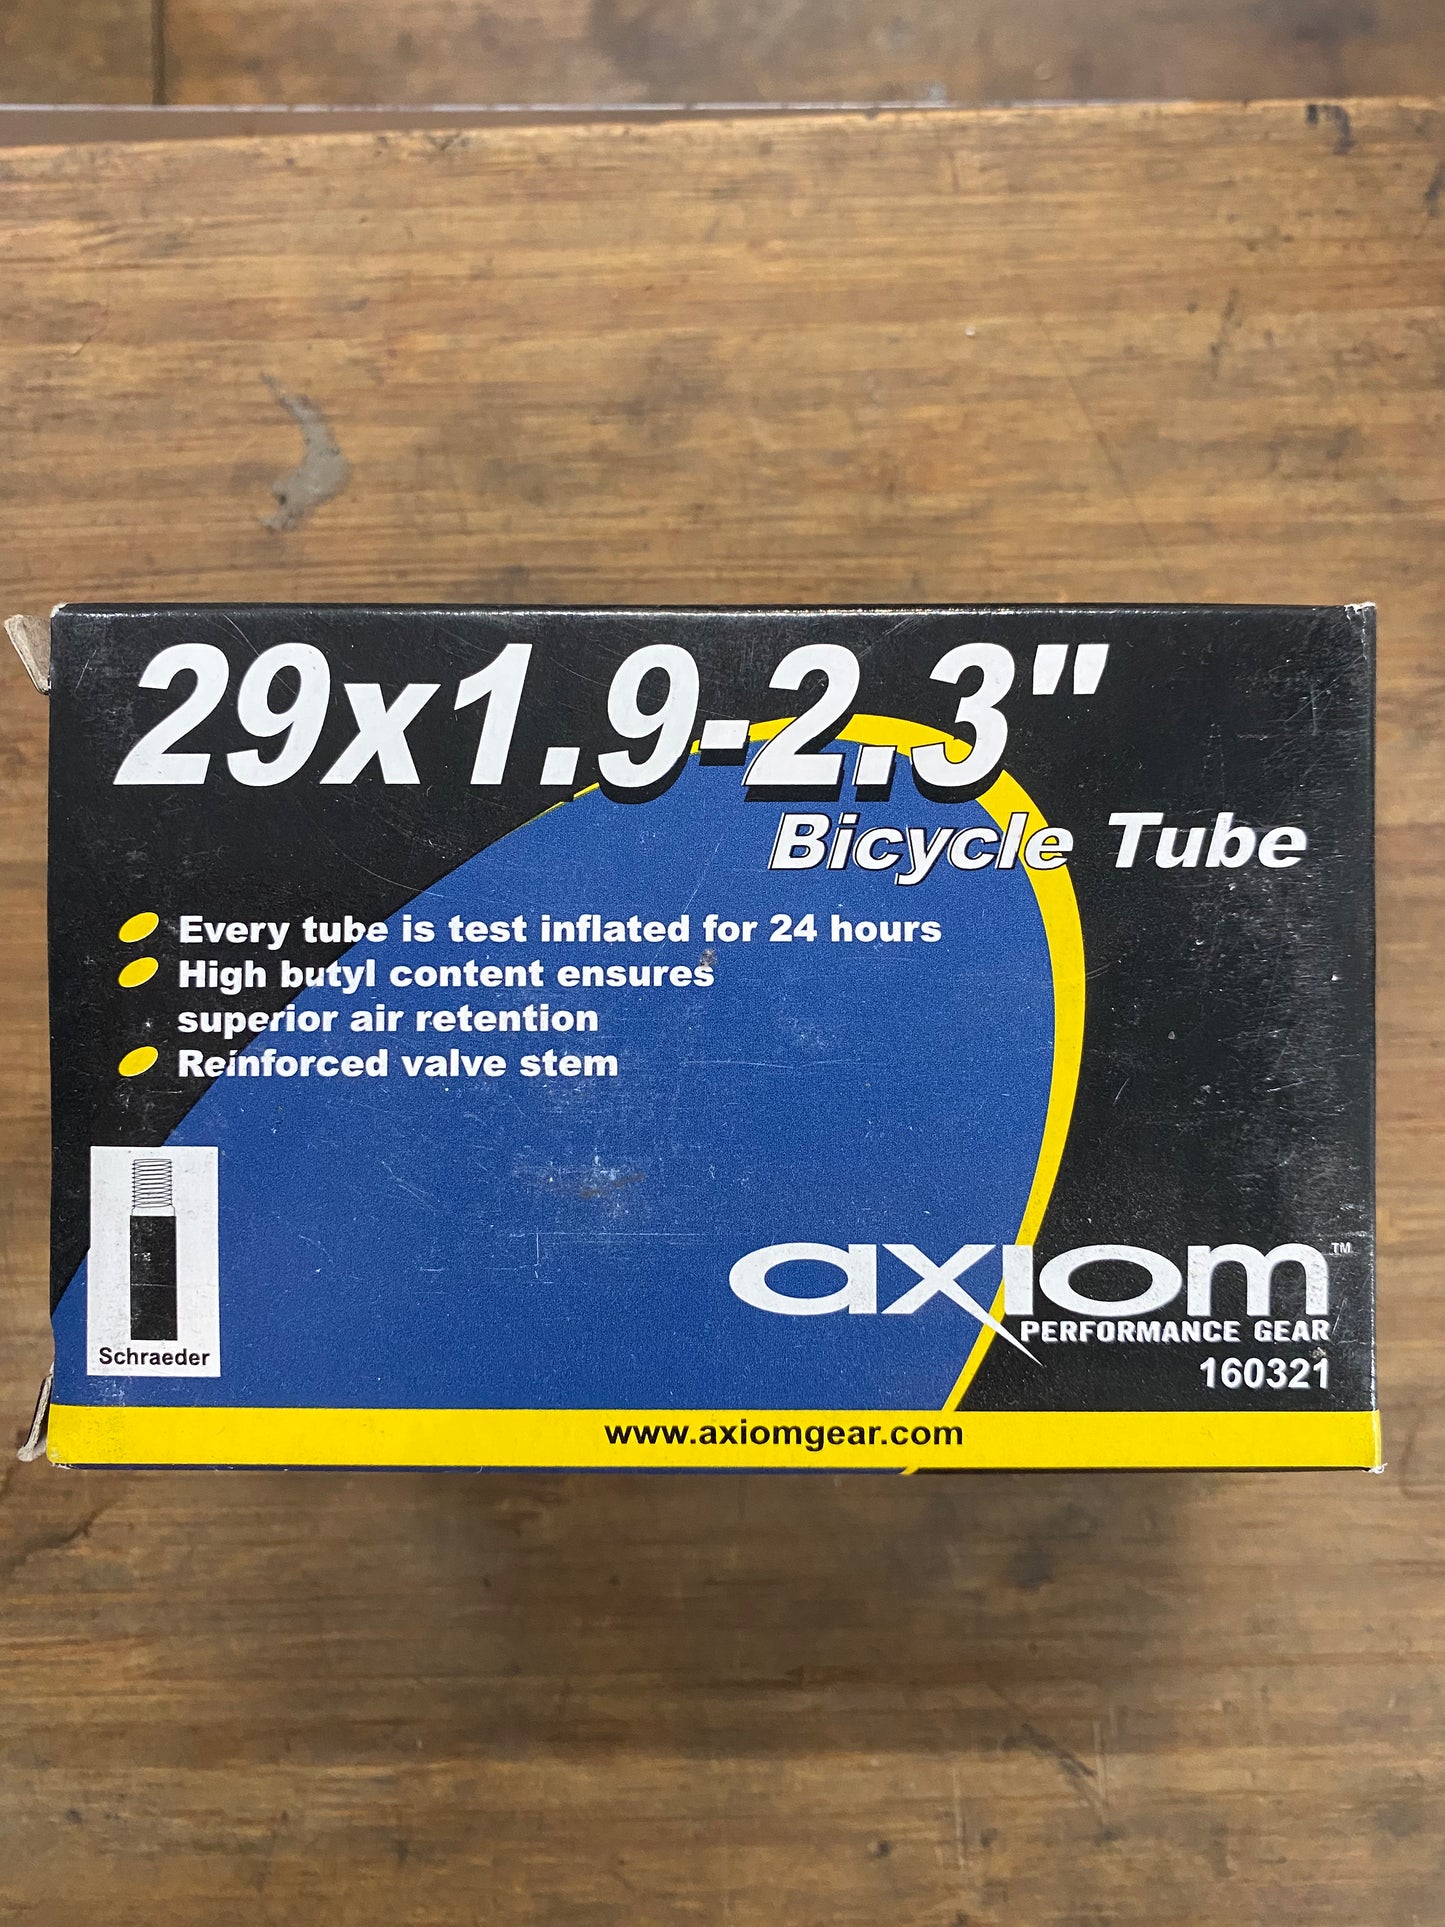 29x1.9-2.3"
Bicycle Tube
Every tube is test inflated for 24 hours
High butyl content ensures
superior air retention
Reinforced valve stem
Schraeder
axiom™
PERFORMANCE GEAR
160321
www.axiomgear.com